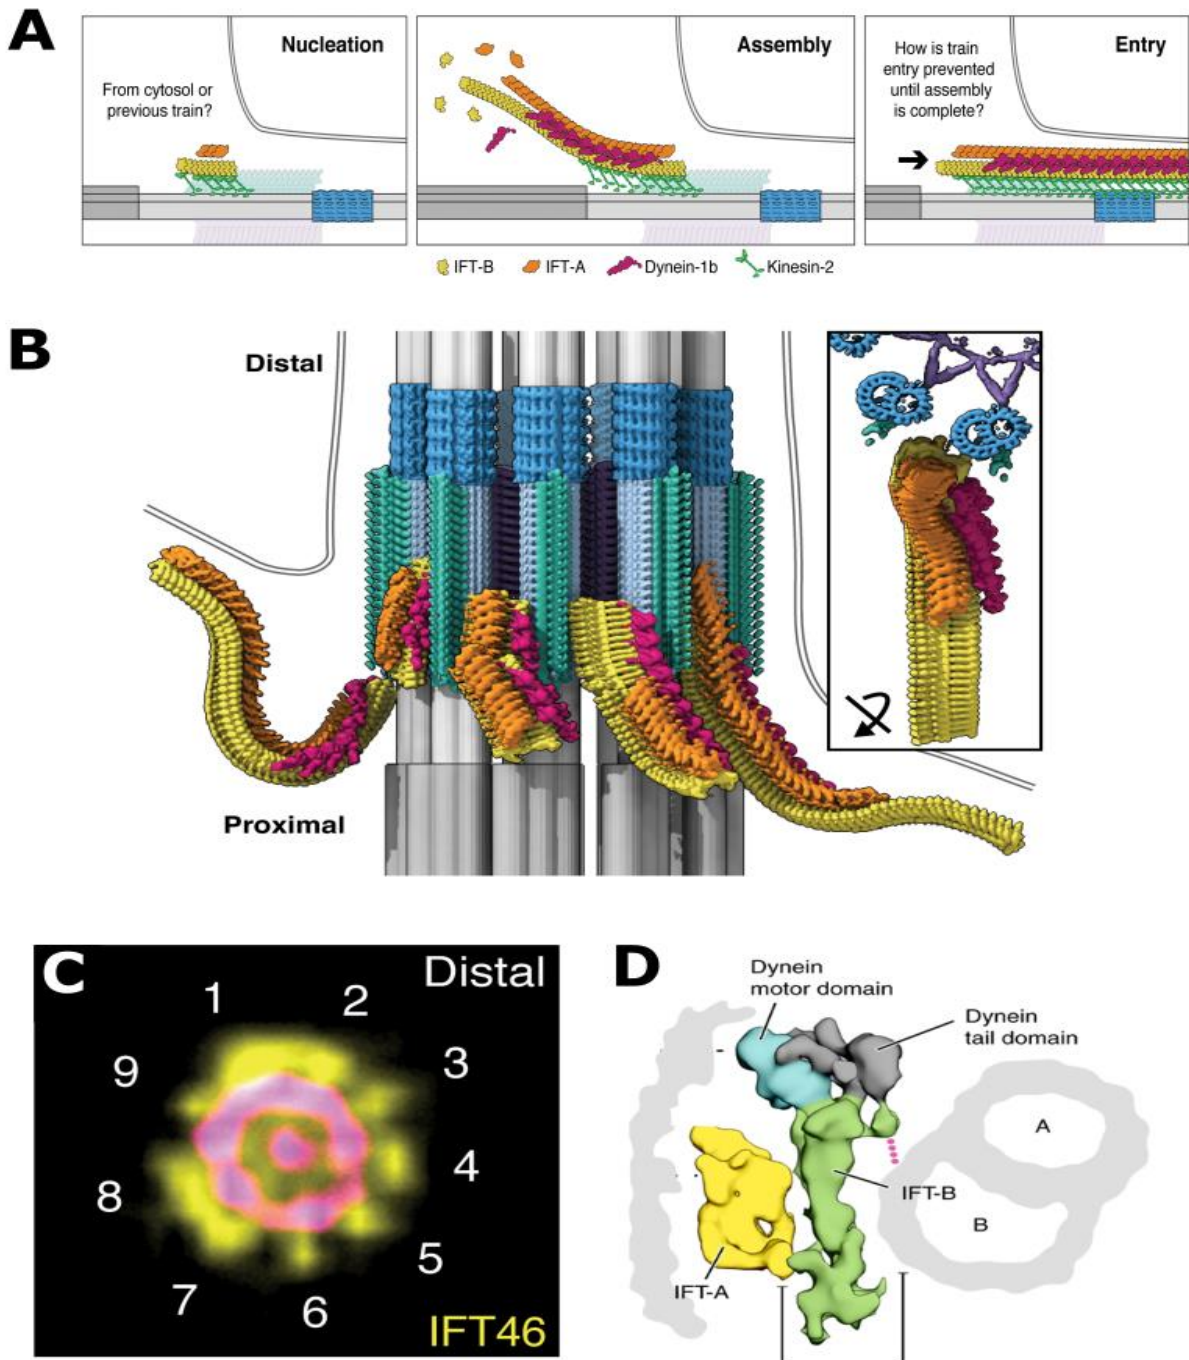 A
Nucleation
From cytosol or
previous train?
Assembly
Entry
How is train
entry prevented
until assembly
is complete?
IFT-B IFT-A Dynein-1b Kinesin-2
B
Distal
Proximal
C
Distal
1
2
3
4
5
6
7
8
9
IFT46
D
Dynein
motor domain
Dynein
tail domain
A
B
IFT-B
IFT-A